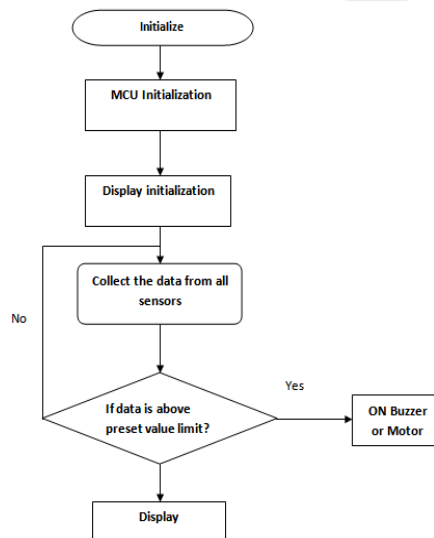 Initialize
MCU Initialization
Display initialization
Collect the data from all
sensors
No
Yes
If data is above
preset value limit?
ON Buzzer
or Motor
Display